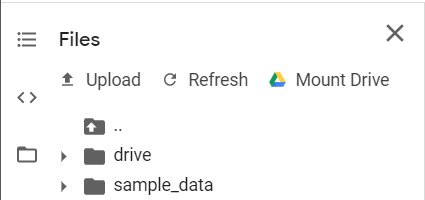 Files
Upload Refresh Mount Drive
..
drive
sample_data